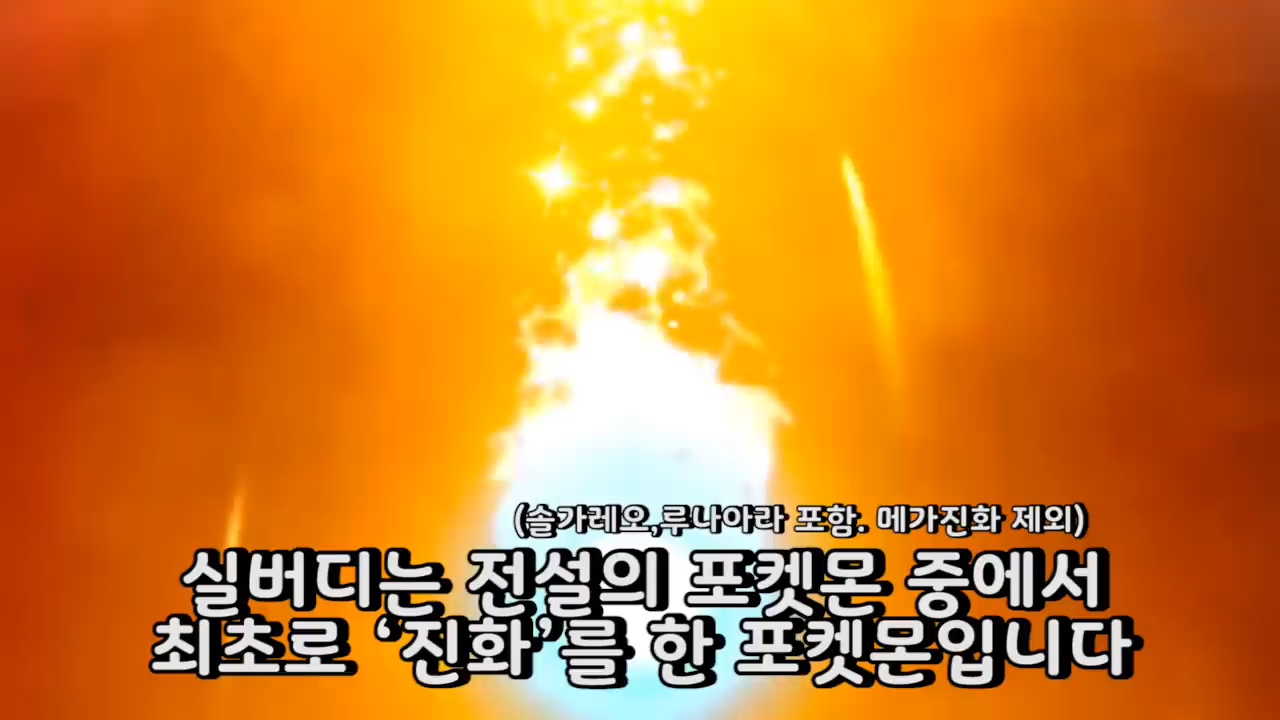 (솔가레오,루나아라 포함. 메가진화 제외)
실버디는 전설의 포켓몬 중에서
최초로 ‘진화’를 한 포켓몬입니다